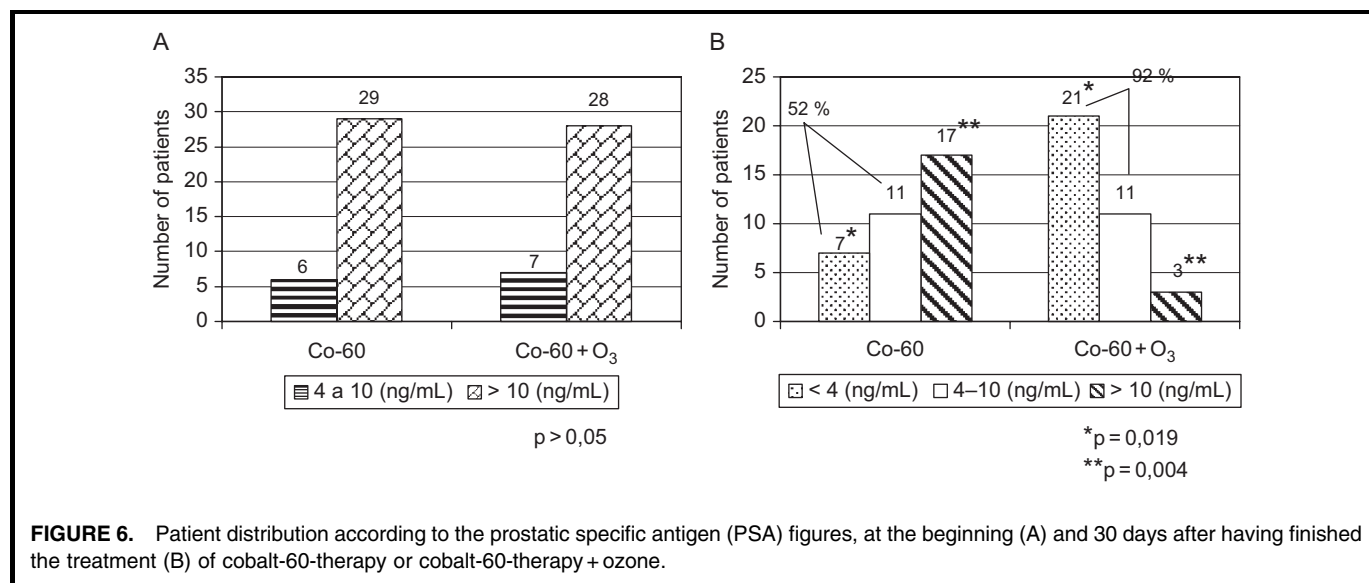 A
Number of patients
35
30
25
20
15
10
5
0
6
29
7
28
Co-60
Co-60 + O₃
4 a 10 (ng/mL) > 10 (ng/mL)
p > 0,05
B
Number of patients
25
20
15
10
5
0
52 %
7*
11
17**
21*
92 %
11
3**
Co-60
Co-60 + O₃
< 4 (ng/mL) 4–10 (ng/mL) > 10 (ng/mL)
*p = 0,019
**p = 0,004
FIGURE 6. Patient distribution according to the prostatic specific antigen (PSA) figures, at the beginning (A) and 30 days after having finished
the treatment (B) of cobalt-60-therapy or cobalt-60-therapy + ozone.